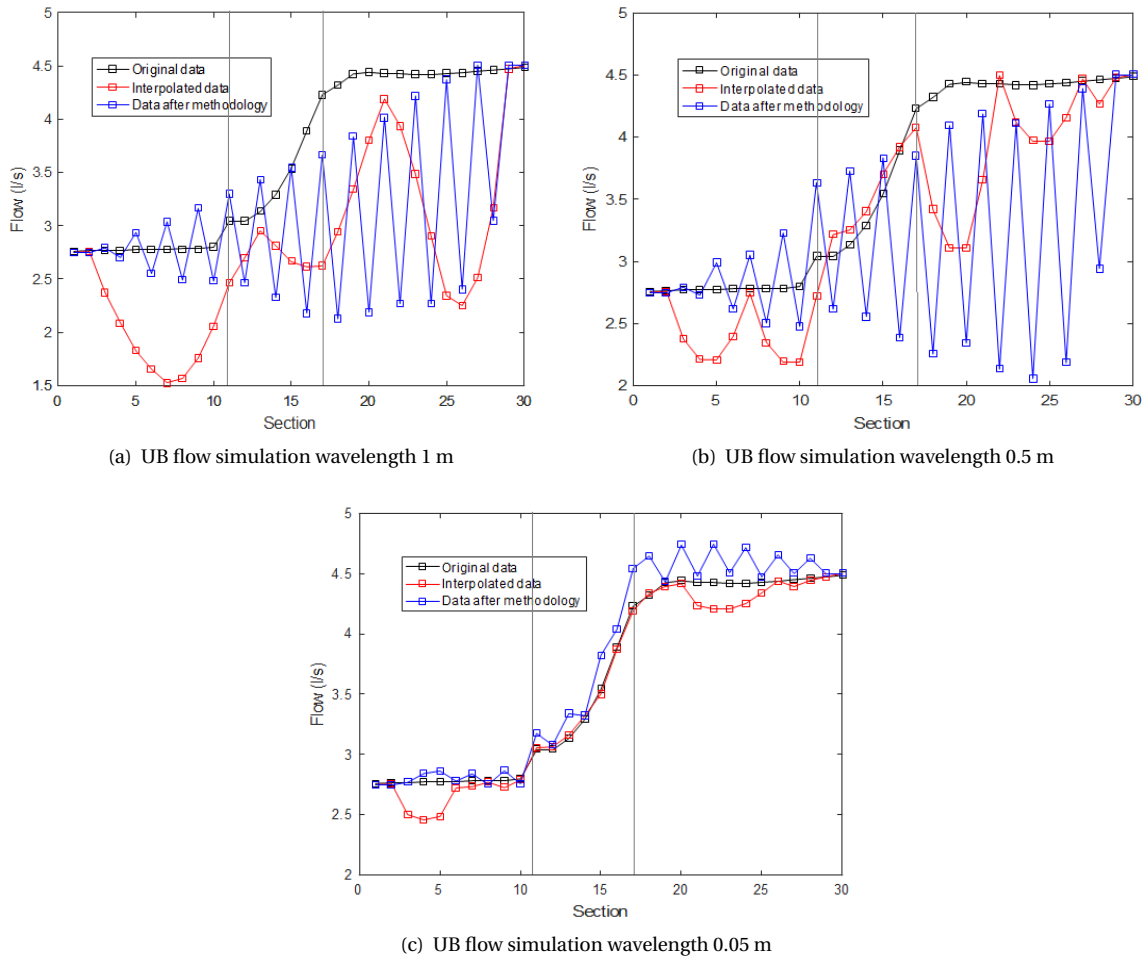 5
4.5
4
3.5
3
2.5
2
1.5
Flow (l/s)
Original data
Interpolated data
Data after methodology
0 5 10 15 20 25 30
Section
(a) UB flow simulation wavelength 1 m
5
4.5
4
3.5
3
2.5
2
Flow (l/s)
Original data
Interpolated data
Data after methodology
0 5 10 15 20 25 30
Section
(b) UB flow simulation wavelength 0.5 m
5
4.5
4
3.5
3
2.5
2
Flow (l/s)
Original data
Interpolated data
Data after methodology
0 5 10 15 20 25 30
Section
(c) UB flow simulation wavelength 0.05 m